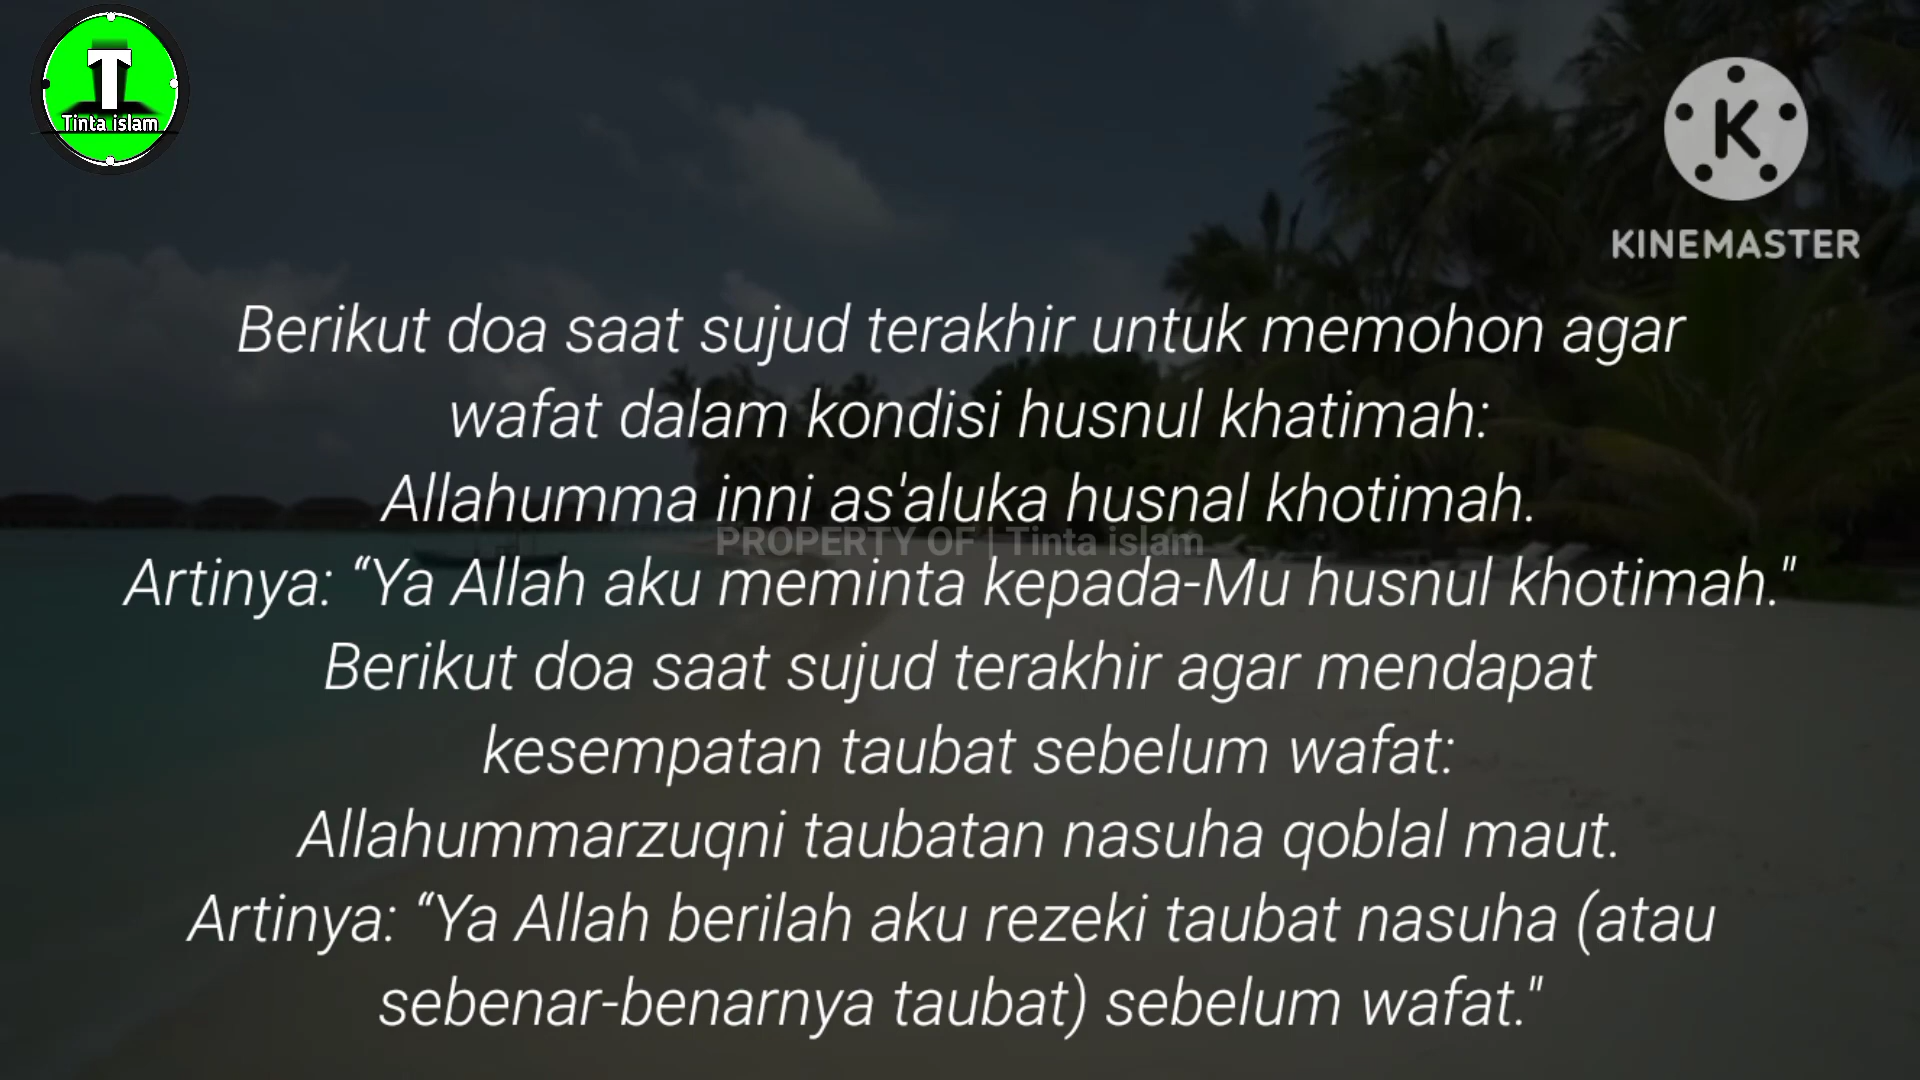 T
Tinta islam
K
KINEMASTER
Berikut doa saat sujud terakhir untuk memohon agar
wafat dalam kondisi husnul khatimah:
Allahumma inni as'aluka husnal khotimah.
PROPERTY OF | Tinta islam
Artinya: “Ya Allah aku meminta kepada-Mu husnul khotimah."
Berikut doa saat sujud terakhir agar mendapat
kesempatan taubat sebelum wafat:
Allahummarzuqni taubatan nasuha qoblal maut.
Artinya: “Ya Allah berilah aku rezeki taubat nasuha (atau
sebenar-benarnya taubat) sebelum wafat."